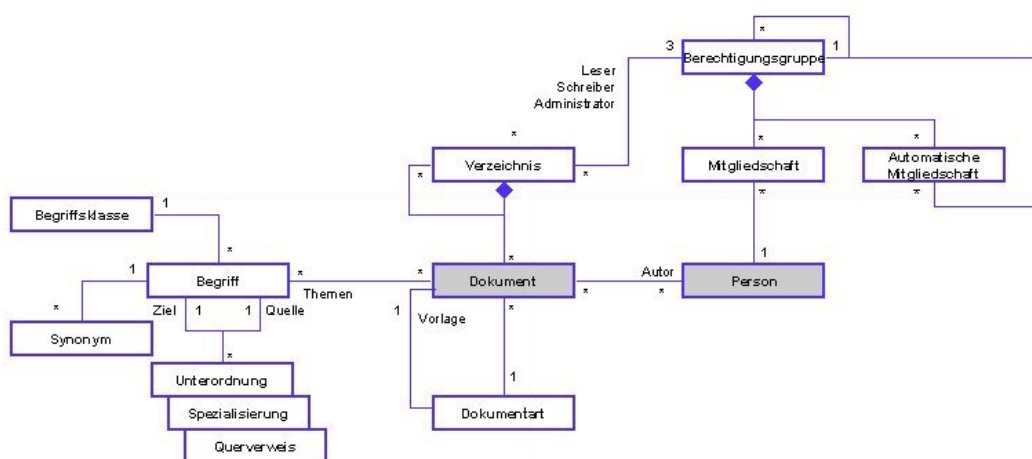 *
3
1
Berechtigungsgruppe
Leser
Schreiber
Administrator
*
*
*
Verzeichnis
*
*
Mitgliedschaft
Automatische
Mitgliedschaft
*
*
Begriffsklasse
1
*
*
1
1
Begriff
*
Themen
*
Dokument
*
Autor
*
Person
*
Ziel
1
1
Quelle
1
Vorlage
*
Synonym
*
Unterordnung
1
Spezialisierung
Dokumentart
Querverweis